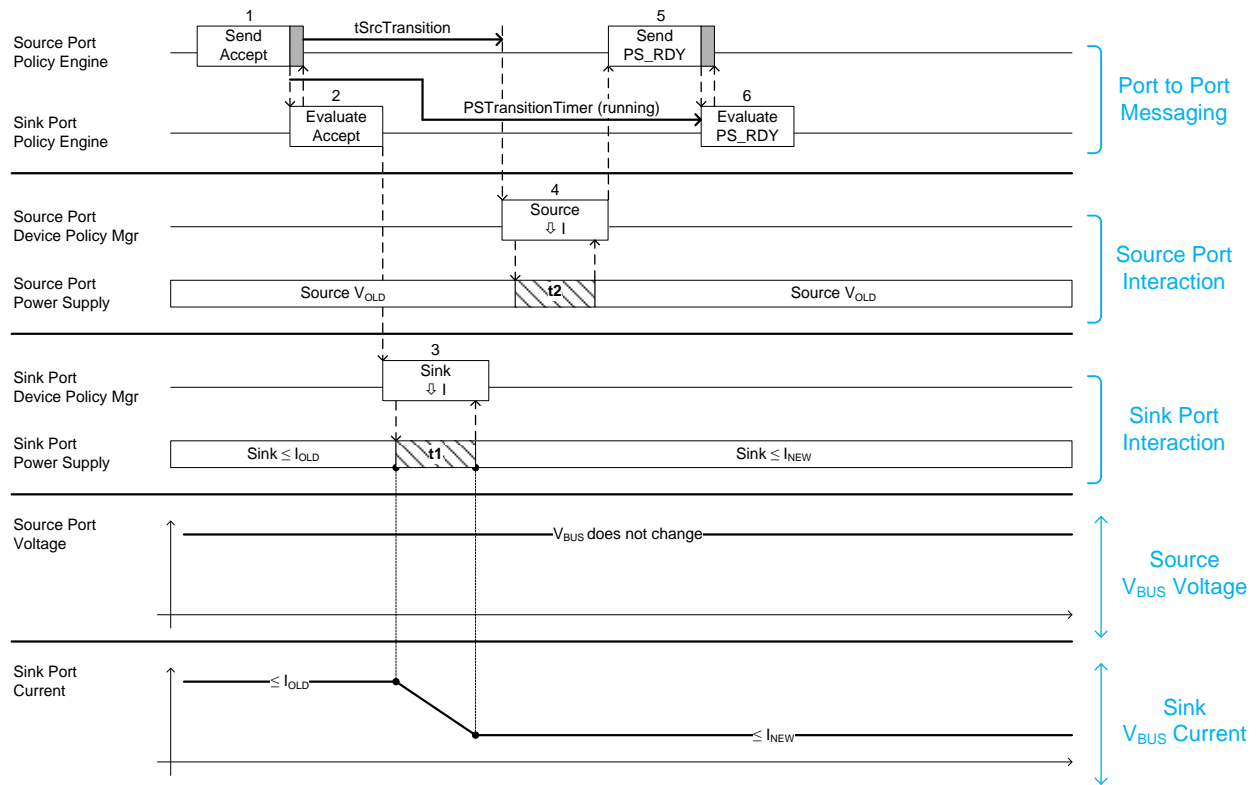 1
Send
Accept
tSrcTransition
5
Send
PS_RDY
Source Port
Policy Engine
2
Evaluate
Accept
PSTransitionTimer (running)
6
Evaluate
PS_RDY
Sink Port
Policy Engine
Port to Port
Messaging
Source Port
Device Policy Mgr
4
Source
⇩ I
Source Port
Power Supply
Source VOLD
t2
Source VOLD
Source Port
Interaction
Sink Port
Device Policy Mgr
3
Sink
⇩ I
Sink Port
Power Supply
Sink ≤ IOLD
t1
Sink ≤ INEW
Sink Port
Interaction
Source Port
Voltage
VBUS does not change
Source
VBUS Voltage
Sink Port
Current
≤ IOLD
≤ INEW
Sink
VBUS Current